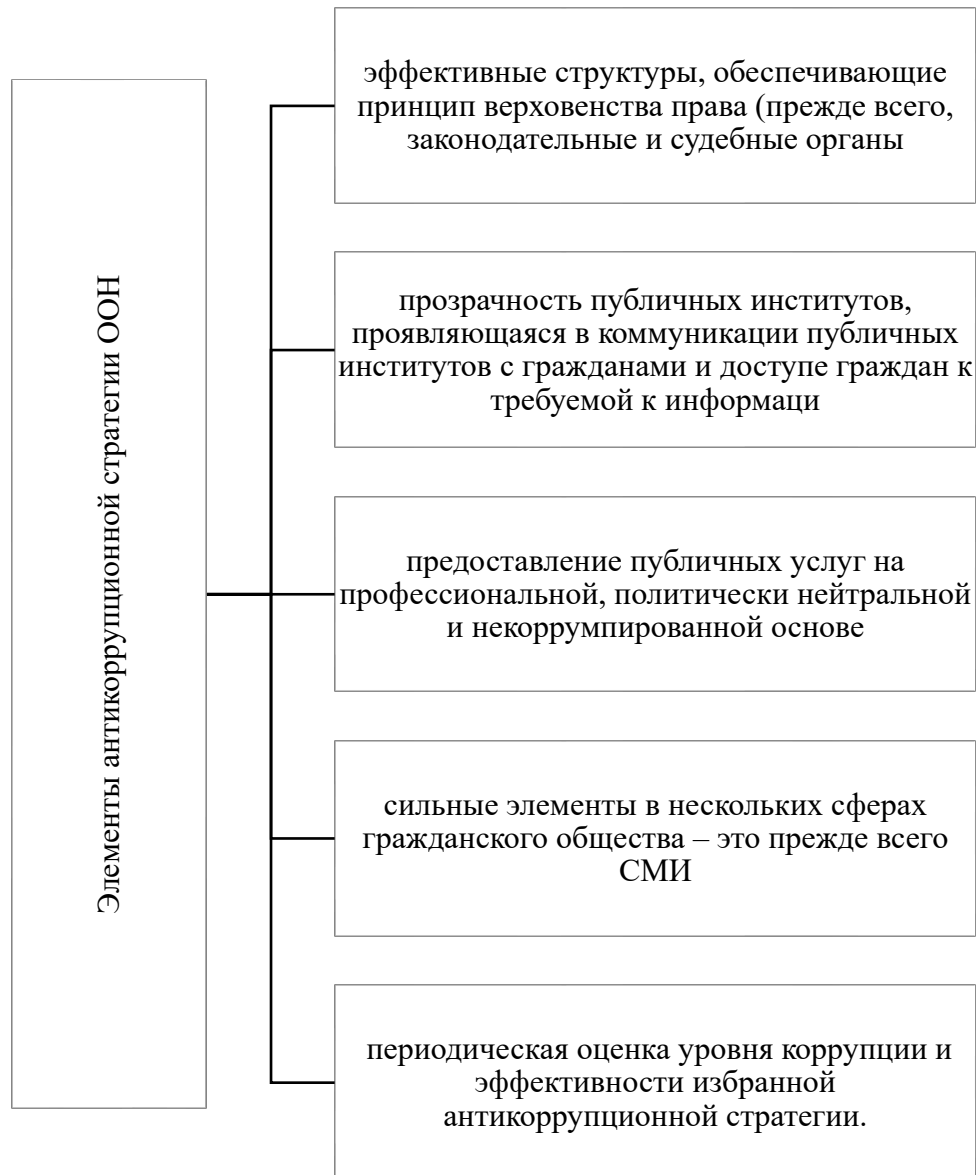 Элементы антикоррупционной стратегии ООН
эффективные структуры, обеспечивающие
принцип верховенства права (прежде всего,
законодательные и судебные органы
прозрачность публичных институтов,
проявляющаяся в коммуникации публичных
институтов с гражданами и доступе граждан к
требуемой к информаци
предоставление публичных услуг на
профессиональной, политически нейтральной
и некоррумпированной основе
сильные элементы в нескольких сферах
гражданского общества – это прежде всего
СМИ
периодическая оценка уровня коррупции и
эффективности избранной
антикоррупционной стратегии.